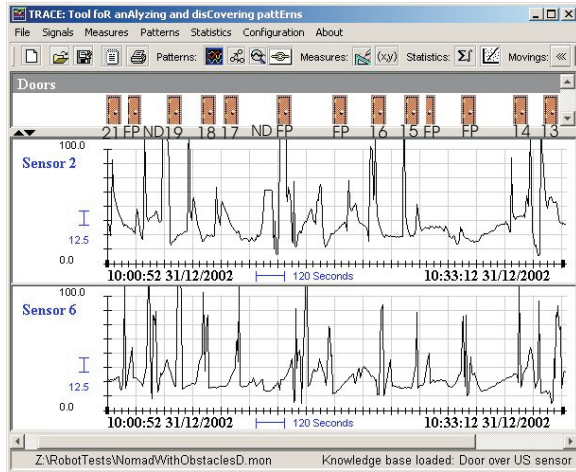 TRACE: Tool foR anAlyzing and disCovering pattErns
File Signals Measures Patterns Statistics Configuration About
Patterns: Measures: (x,y) Statistics: Σ∫ Movings: «
Doors
21 FP ND 19 18 17 ND FP FP 16 15 FP FP 14 13
100.0
Sensor 2
12.5
0.0
10:00:52 31/12/2002 120 Seconds 10:33:12 31/12/2002
100.0
Sensor 6
12.5
0.0
10:00:52 31/12/2002 120 Seconds 10:33:12 31/12/2002
Z:\RobotTests\NomadWithObstaclesD.mon Knowledge base loaded: Door over US sensor